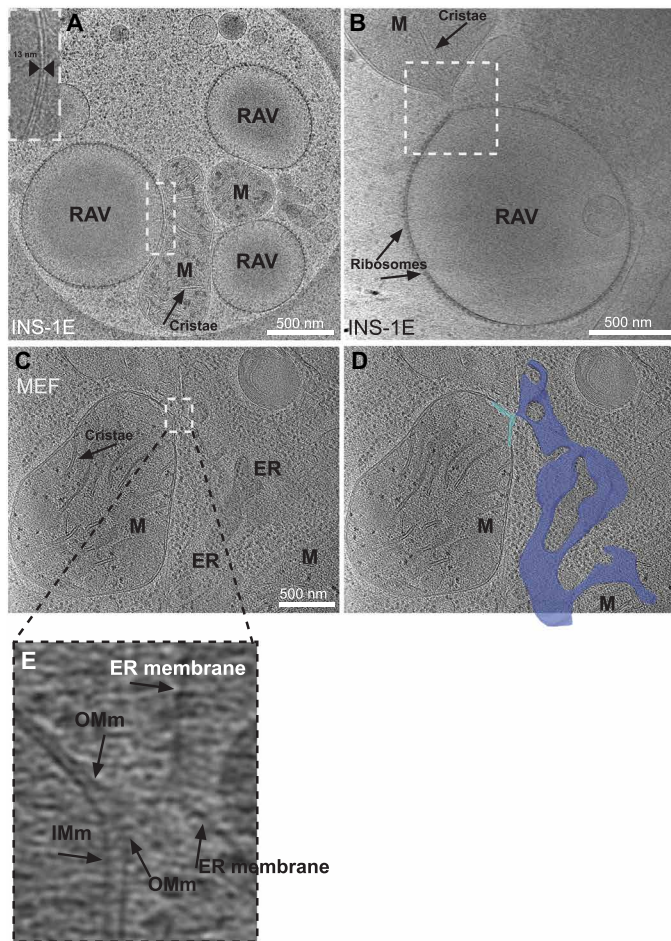 A
13 nm
RAV
RAV
M
M
RAV
Cristae
INS-1E
500 nm
B
M
Cristae
RAV
Ribosomes
INS-1E
500 nm
C
MEF
Cristae
ER
M
ER
M
500 nm
D
M
M
E
ER membrane
OMm
IMm
ER membrane
OMm